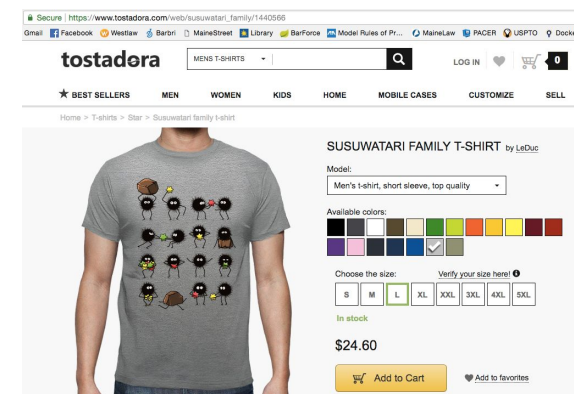 Secure | https://www.tostadora.com/web/susuwatari_family/1440566
Gmail Facebook Westlaw Barbri MaineStreet Library BarForce Model Rules of Pr... MaineLaw PACER USPTO Docke
tostadora MENS T-SHIRTS LOG IN 0
BEST SELLERS MEN WOMEN KIDS HOME MOBILE CASES CUSTOMIZE SELL
Home > T-shirts > Star > Susuwatari family t-shirt
SUSUWATARI FAMILY T-SHIRT by LeDuc
Model:
Men's t-shirt, short sleeve, top quality
Available colors:
Choose the size: Verify your size here!
S M L XL XXL 3XL 4XL 5XL
In stock
$24.60
Add to Cart Add to favorites